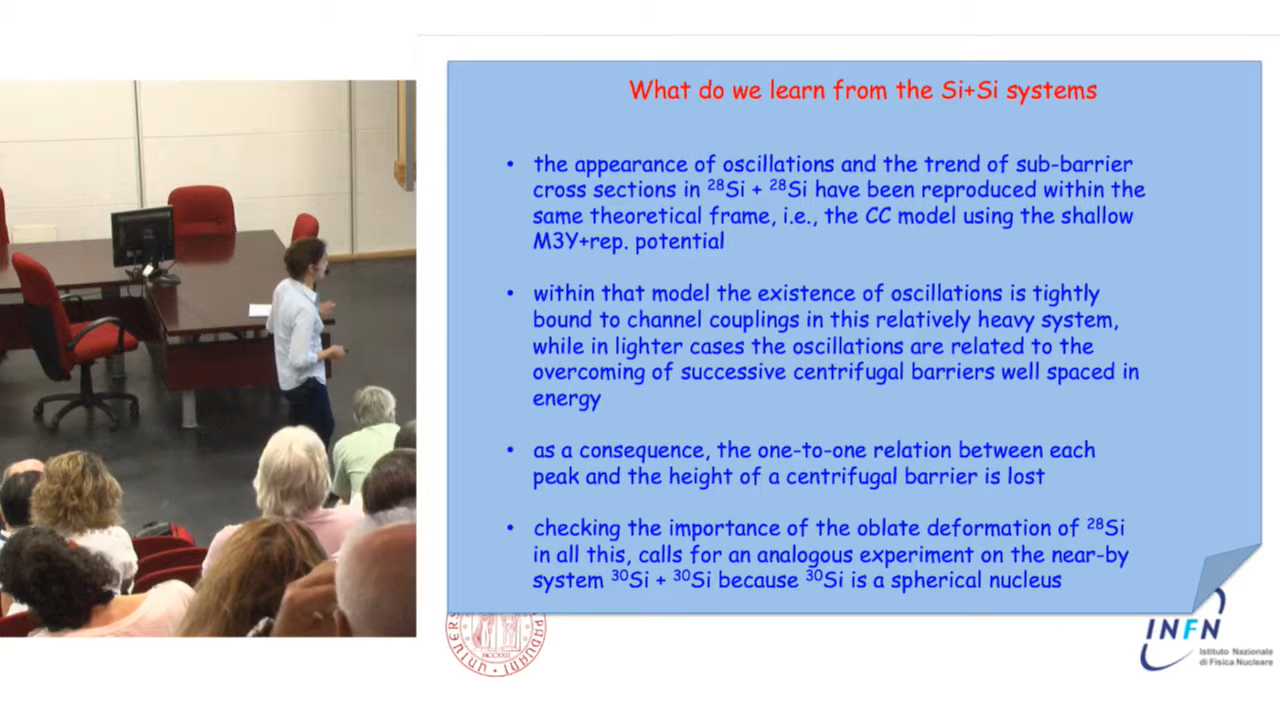 What do we learn from the Si+Si systems
• the appearance of oscillations and the trend of sub-barrier
cross sections in ²⁸Si + ²⁸Si have been reproduced within the
same theoretical frame, i.e., the CC model using the shallow
M3Y+rep. potential
• within that model the existence of oscillations is tightly
bound to channel couplings in this relatively heavy system,
while in lighter cases the oscillations are related to the
overcoming of successive centrifugal barriers well spaced in
energy
• as a consequence, the one-to-one relation between each
peak and the height of a centrifugal barrier is lost
• checking the importance of the oblate deformation of ²⁸Si
in all this, calls for an analogous experiment on the near-by
system ³⁰Si + ³⁰Si because ³⁰Si is a spherical nucleus
INFN
Istituto Nazionale
di Fisica Nucleare